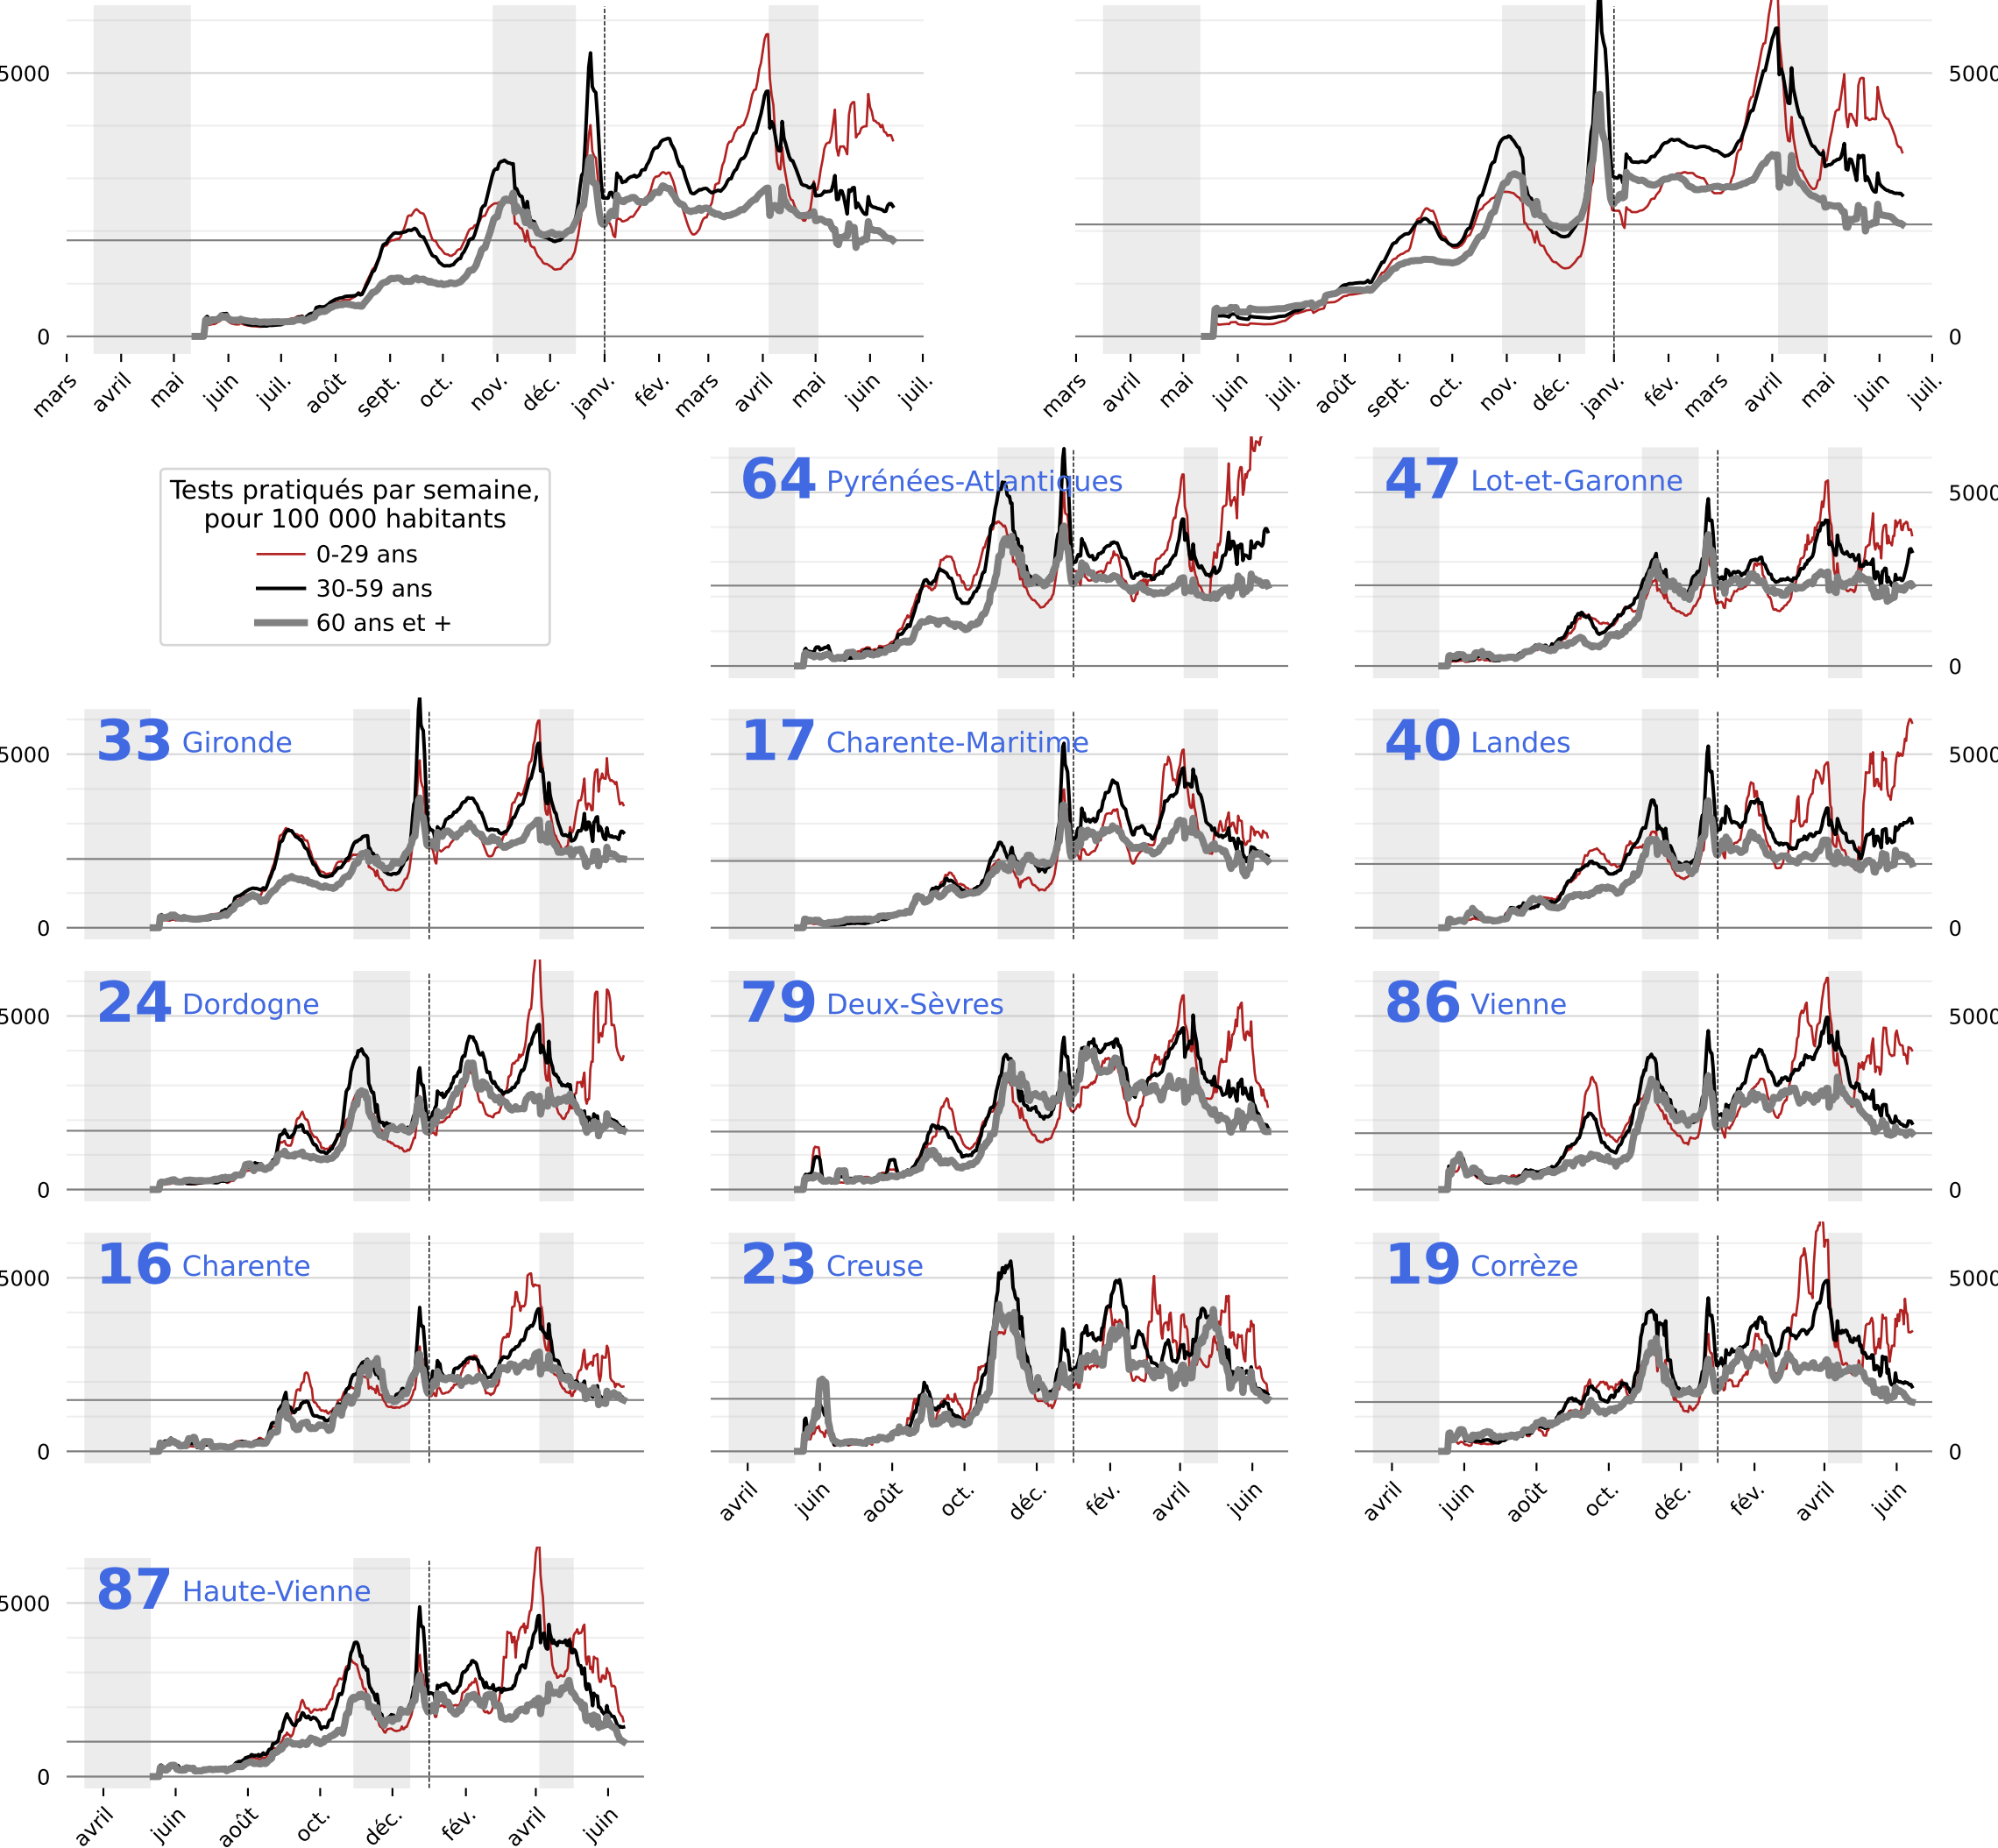 5000
0
mars avril mai juin juil. août sept. oct. nov. déc. janv. fév. mars avril mai juin juil.
5000
0
mars avril mai juin juil. août sept. oct. nov. déc. janv. fév. mars avril mai juin juil.
Tests pratiqués par semaine,
pour 100 000 habitants
0-29 ans
30-59 ans
60 ans et +
64 Pyrénées-Atlantiques
47 Lot-et-Garonne
5000
0
33 Gironde
5000
0
17 Charente-Maritime
40 Landes
5000
0
24 Dordogne
5000
0
79 Deux-Sèvres
86 Vienne
5000
0
16 Charente
5000
0
23 Creuse
avril juin août oct. déc. fév. avril juin
19 Corrèze
5000
0
avril juin août oct. déc. fév. avril juin
87 Haute-Vienne
5000
0
avril juin août oct. déc. fév. avril juin